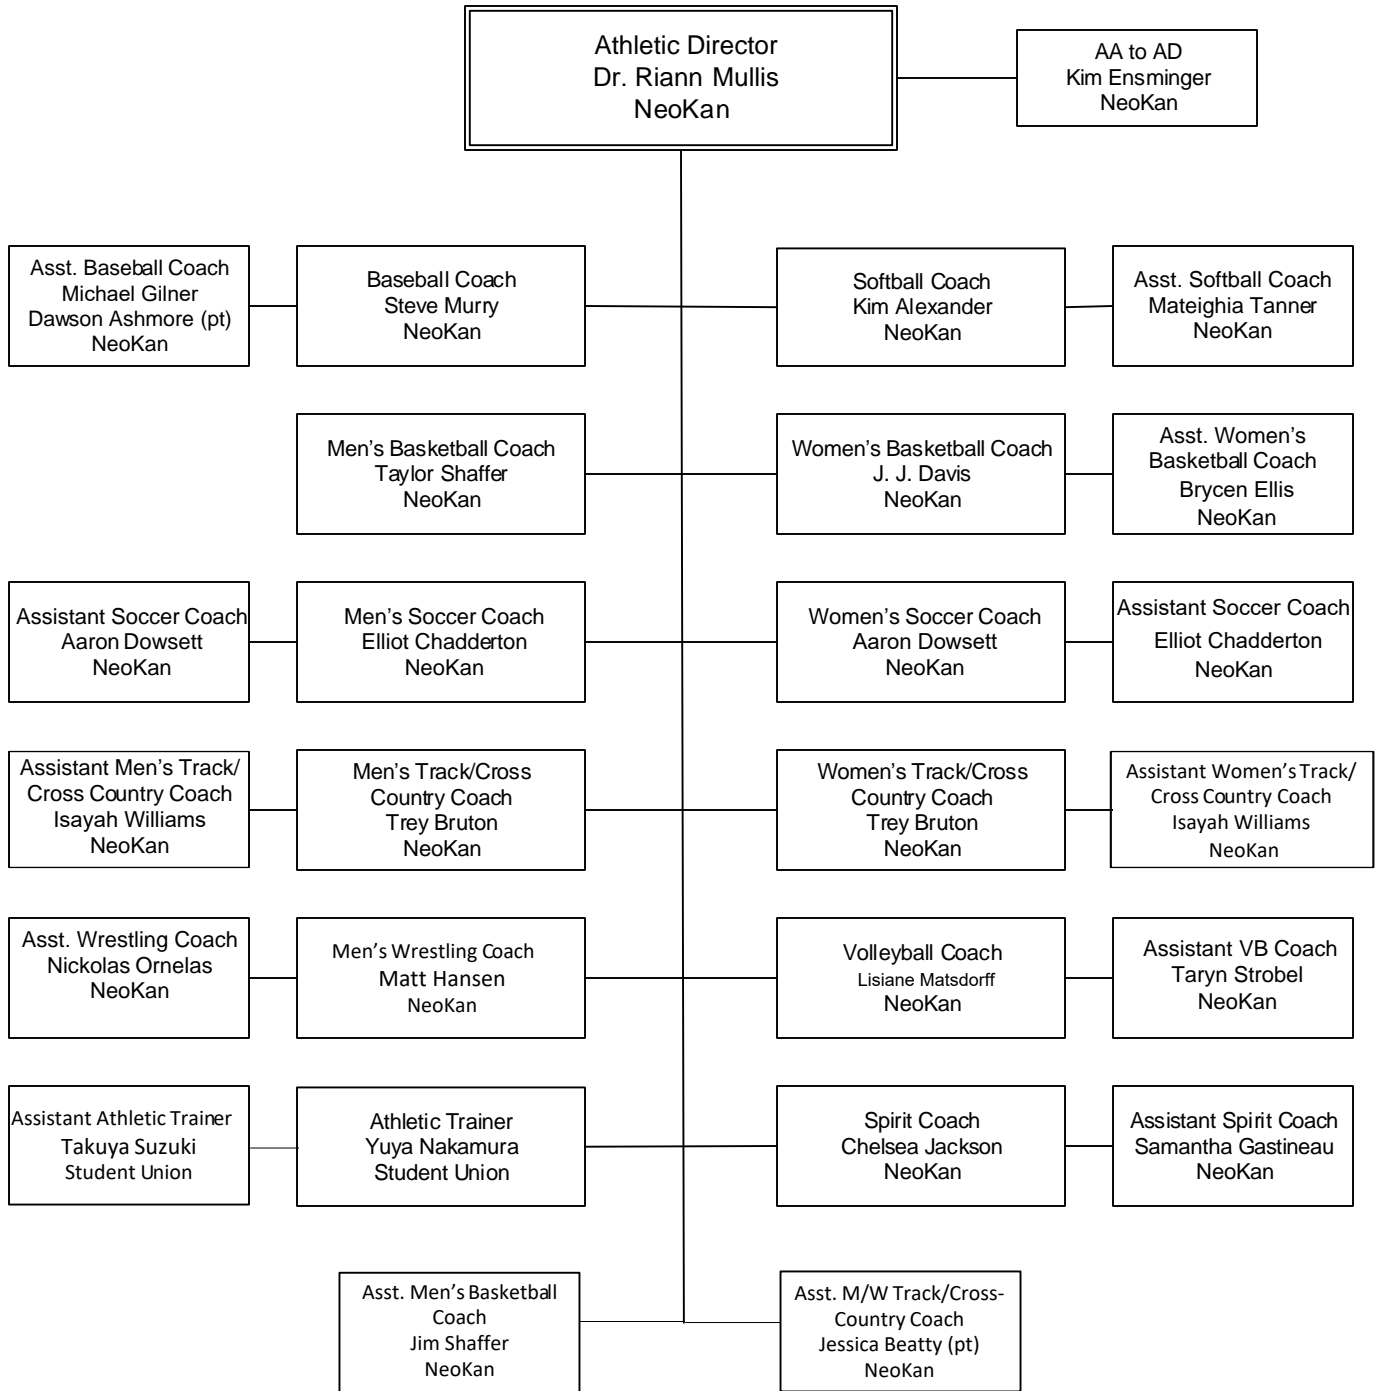 Athletic Director
Dr. Riann Mullis
NeoKan
AA to AD
Kim Ensminger
NeoKan
Asst. Baseball Coach
Michael Gilner
Dawson Ashmore (pt)
NeoKan
Baseball Coach
Steve Murry
NeoKan
Softball Coach
Kim Alexander
NeoKan
Asst. Softball Coach
Mateighia Tanner
NeoKan
Men’s Basketball Coach
Taylor Shaffer
NeoKan
Women’s Basketball Coach
J. J. Davis
NeoKan
Asst. Women’s
Basketball Coach
Brycen Ellis
NeoKan
Assistant Soccer Coach
Aaron Dowsett
NeoKan
Men’s Soccer Coach
Elliot Chadderton
NeoKan
Women’s Soccer Coach
Aaron Dowsett
NeoKan
Assistant Soccer Coach
Elliot Chadderton
NeoKan
Assistant Men’s Track/
Cross Country Coach
Isayah Williams
NeoKan
Men’s Track/Cross
Country Coach
Trey Bruton
NeoKan
Women’s Track/Cross
Country Coach
Trey Bruton
NeoKan
Assistant Women’s Track/
Cross Country Coach
Isayah Williams
NeoKan
Asst. Wrestling Coach
Nickolas Ornelas
NeoKan
Men’s Wrestling Coach
Matt Hansen
NeoKan
Volleyball Coach
Lisiane Matsdorff
NeoKan
Assistant VB Coach
Taryn Strobel
NeoKan
Assistant Athletic Trainer
Takuya Suzuki
Student Union
Athletic Trainer
Yuya Nakamura
Student Union
Spirit Coach
Chelsea Jackson
NeoKan
Assistant Spirit Coach
Samantha Gastineau
NeoKan
Asst. Men’s Basketball
Coach
Jim Shaffer
NeoKan
Asst. M/W Track/Cross-
Country Coach
Jessica Beatty (pt)
NeoKan